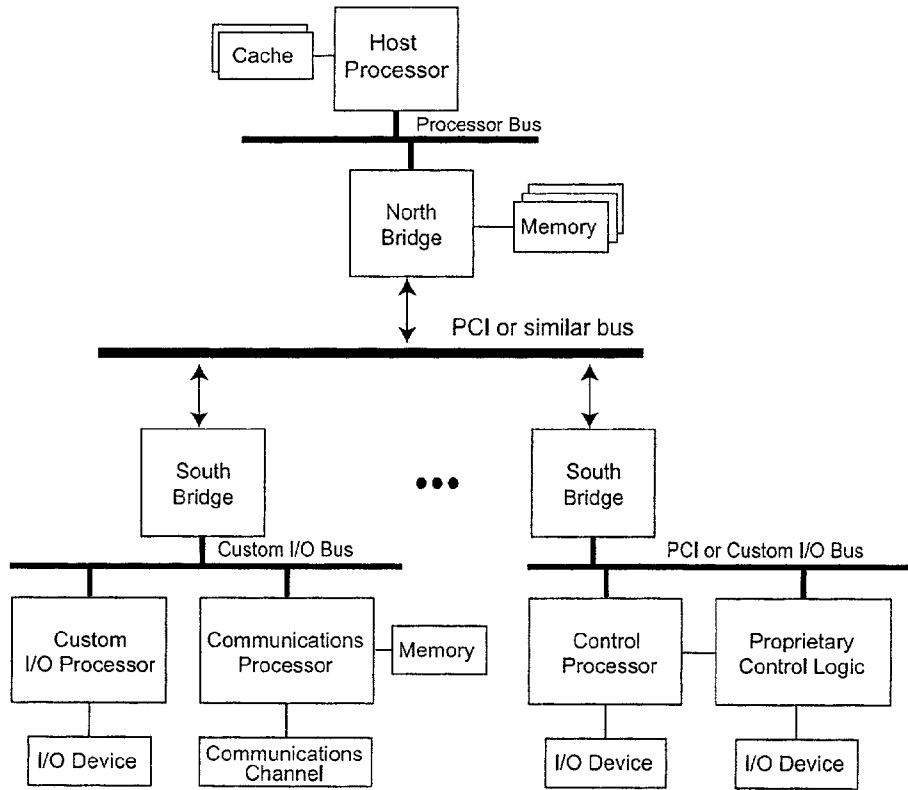 Cache
Host
Processor
Processor Bus
North
Bridge
Memory
PCI or similar bus
South
Bridge
South
Bridge
Custom I/O Bus
PCI or Custom I/O Bus
Custom
I/O Processor
Communications
Processor
Memory
Control
Processor
Proprietary
Control Logic
I/O Device
Communications
Channel
I/O Device
I/O Device